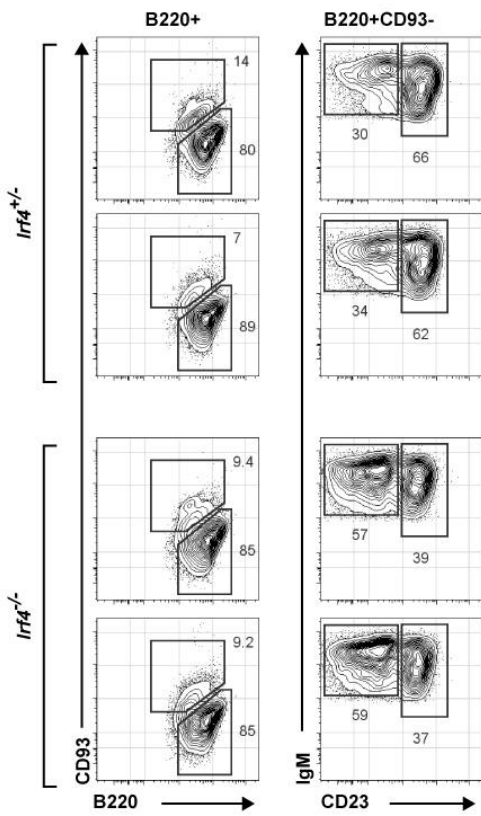 B220+ B220+CD93-
14
80
30 66
Irf4+/-
7
89
34 62
9.4
85
57 39
Irf4-/-
9.2
85
59 37
CD93 IgM
B220 CD23